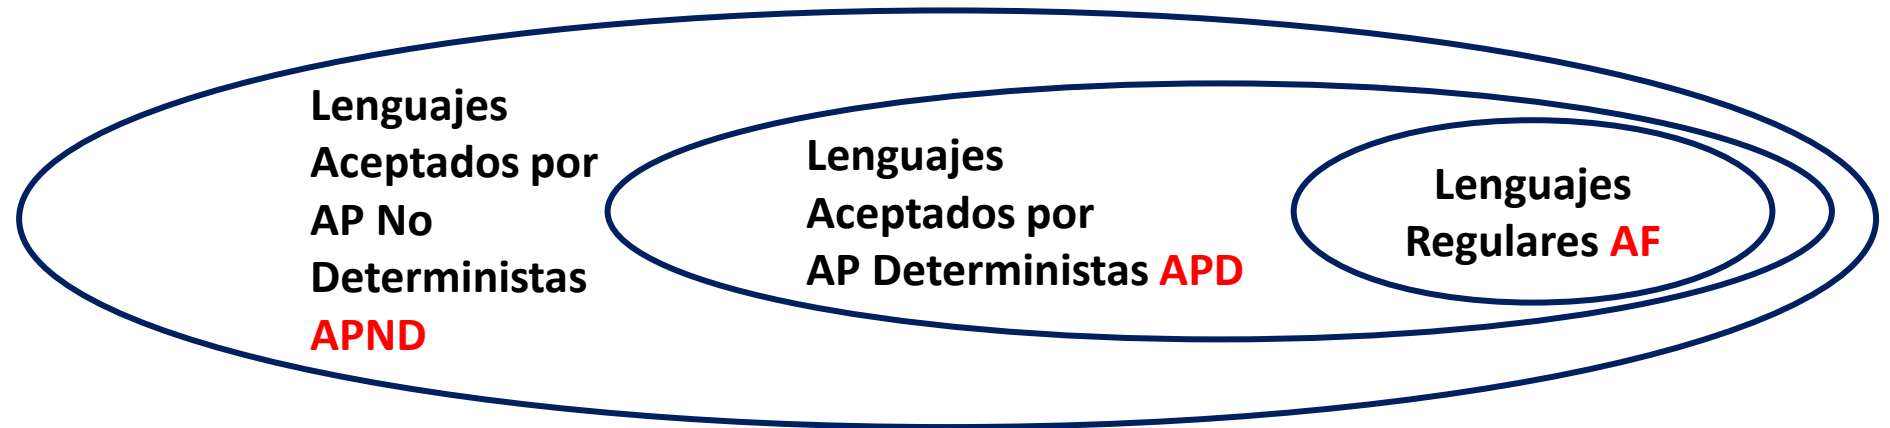 Lenguajes
Aceptados por
AP No
Deterministas
APND
Lenguajes
Aceptados por
AP Deterministas APD
Lenguajes
Regulares AF